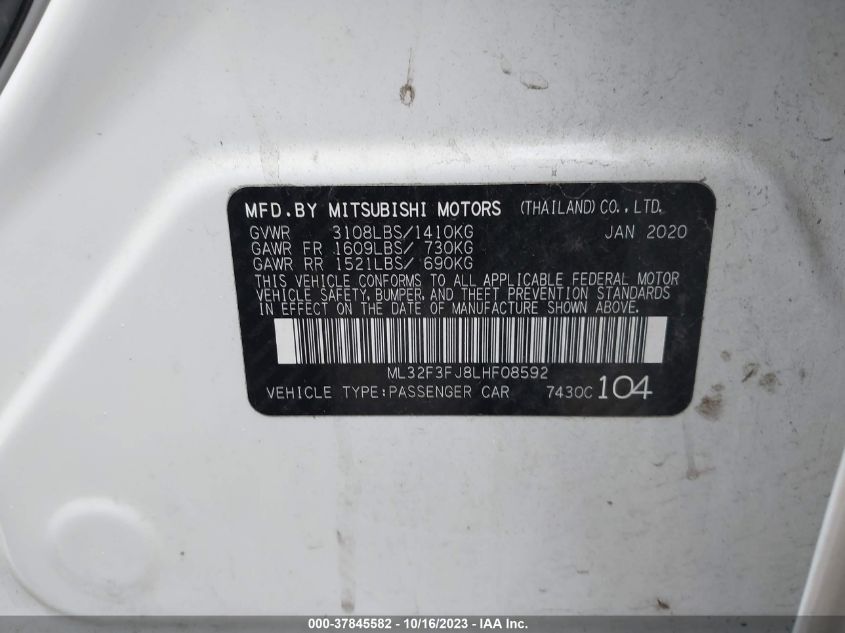 MFD.BY MITSUBISHI MOTORS (THAILAND) CO.,LTD.
GVWR 3108LBS/1410KG JAN 2020
GAWR FR 1609LBS/ 730KG
GAWR RR 1521LBS/ 690KG
THIS VEHICLE CONFORMS TO ALL APPLICABLE FEDERAL MOTOR
VEHICLE SAFETY, BUMPER, AND THEFT PREVENTION STANDARDS
IN EFFECT ON THE DATE OF MANUFACTURE SHOWN ABOVE.
ML32F3FJ8LHF08592
VEHICLE TYPE:PASSENGER CAR 7430C 104
000-37845582 - 10/16/2023 - IAA Inc.